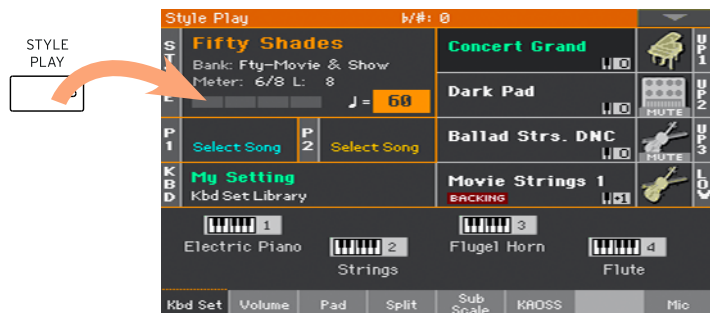 STYLE
PLAY
Style Play
♭/#: 0
Fifty Shades
Bank: Fty-Movie & Show
Meter: 6/8 L: 8
♩= 60
P1
Select Song
P2
Select Song
KBD
My Setting
Kbd Set Library
Concert Grand
UP1
Dark Pad
MUTE
UP2
Ballad Strs. DNC
MUTE
UP3
Movie Strings 1
BACKING
+1
LOW
1
Electric Piano
2
Strings
3
Flugel Horn
4
Flute
Kbd Set
Volume
Pad
Split
Sub Scale
KAOSS
Mic